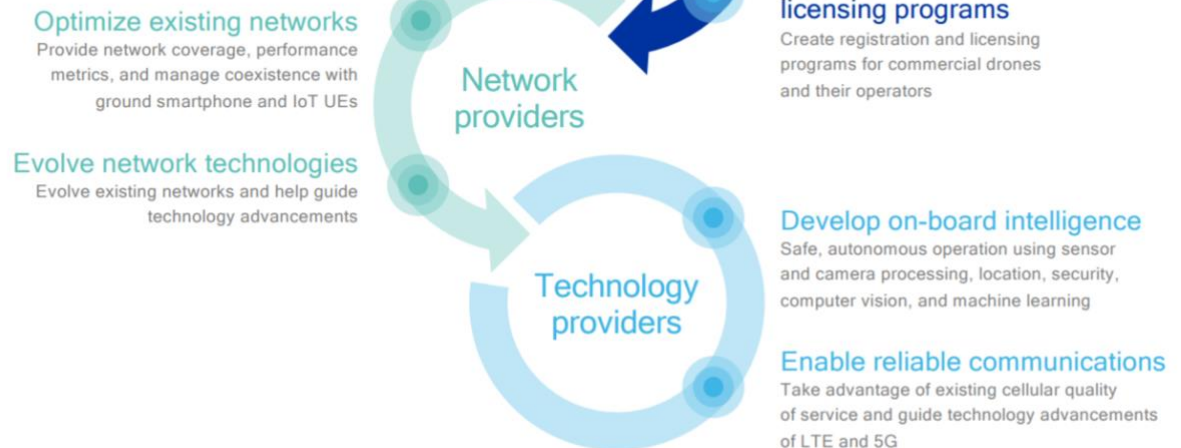 Optimize existing networks
Provide network coverage, performance
metrics, and manage coexistence with
ground smartphone and IoT UEs
Evolve network technologies
Evolve existing networks and help guide
technology advancements
Network
providers
licensing programs
Create registration and licensing
programs for commercial drones
and their operators
Technology
providers
Develop on-board intelligence
Safe, autonomous operation using sensor
and camera processing, location, security,
computer vision, and machine learning
Enable reliable communications
Take advantage of existing cellular quality
of service and guide technology advancements
of LTE and 5G